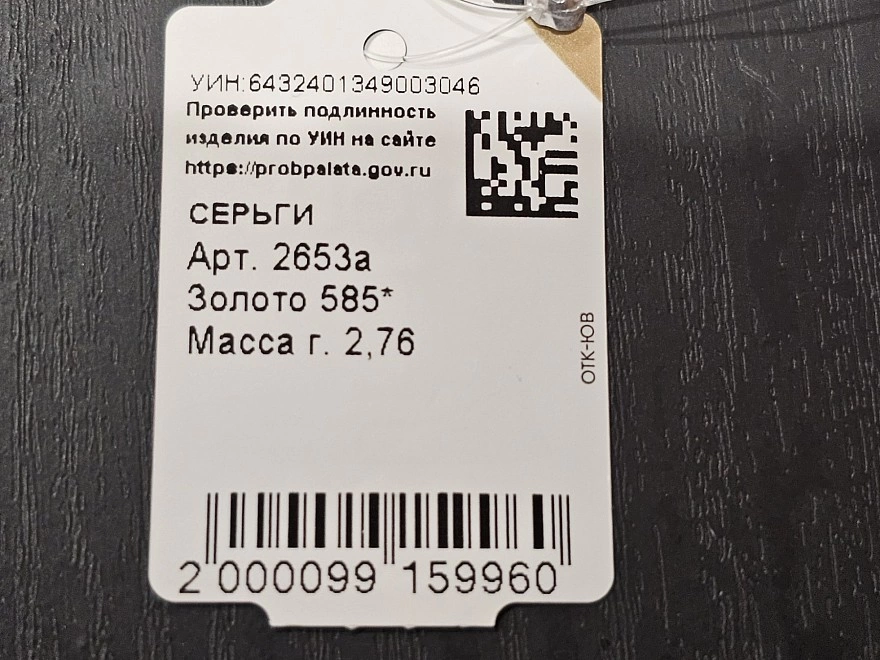 УИН:6432401349003046
Проверить подлинность
изделия по УИН на сайте
https://probpalata.gov.ru
СЕРЬГИ
Арт. 2653а
Золото 585*
Масса г. 2,76
ОТК-ЮВ
2 000099 159960